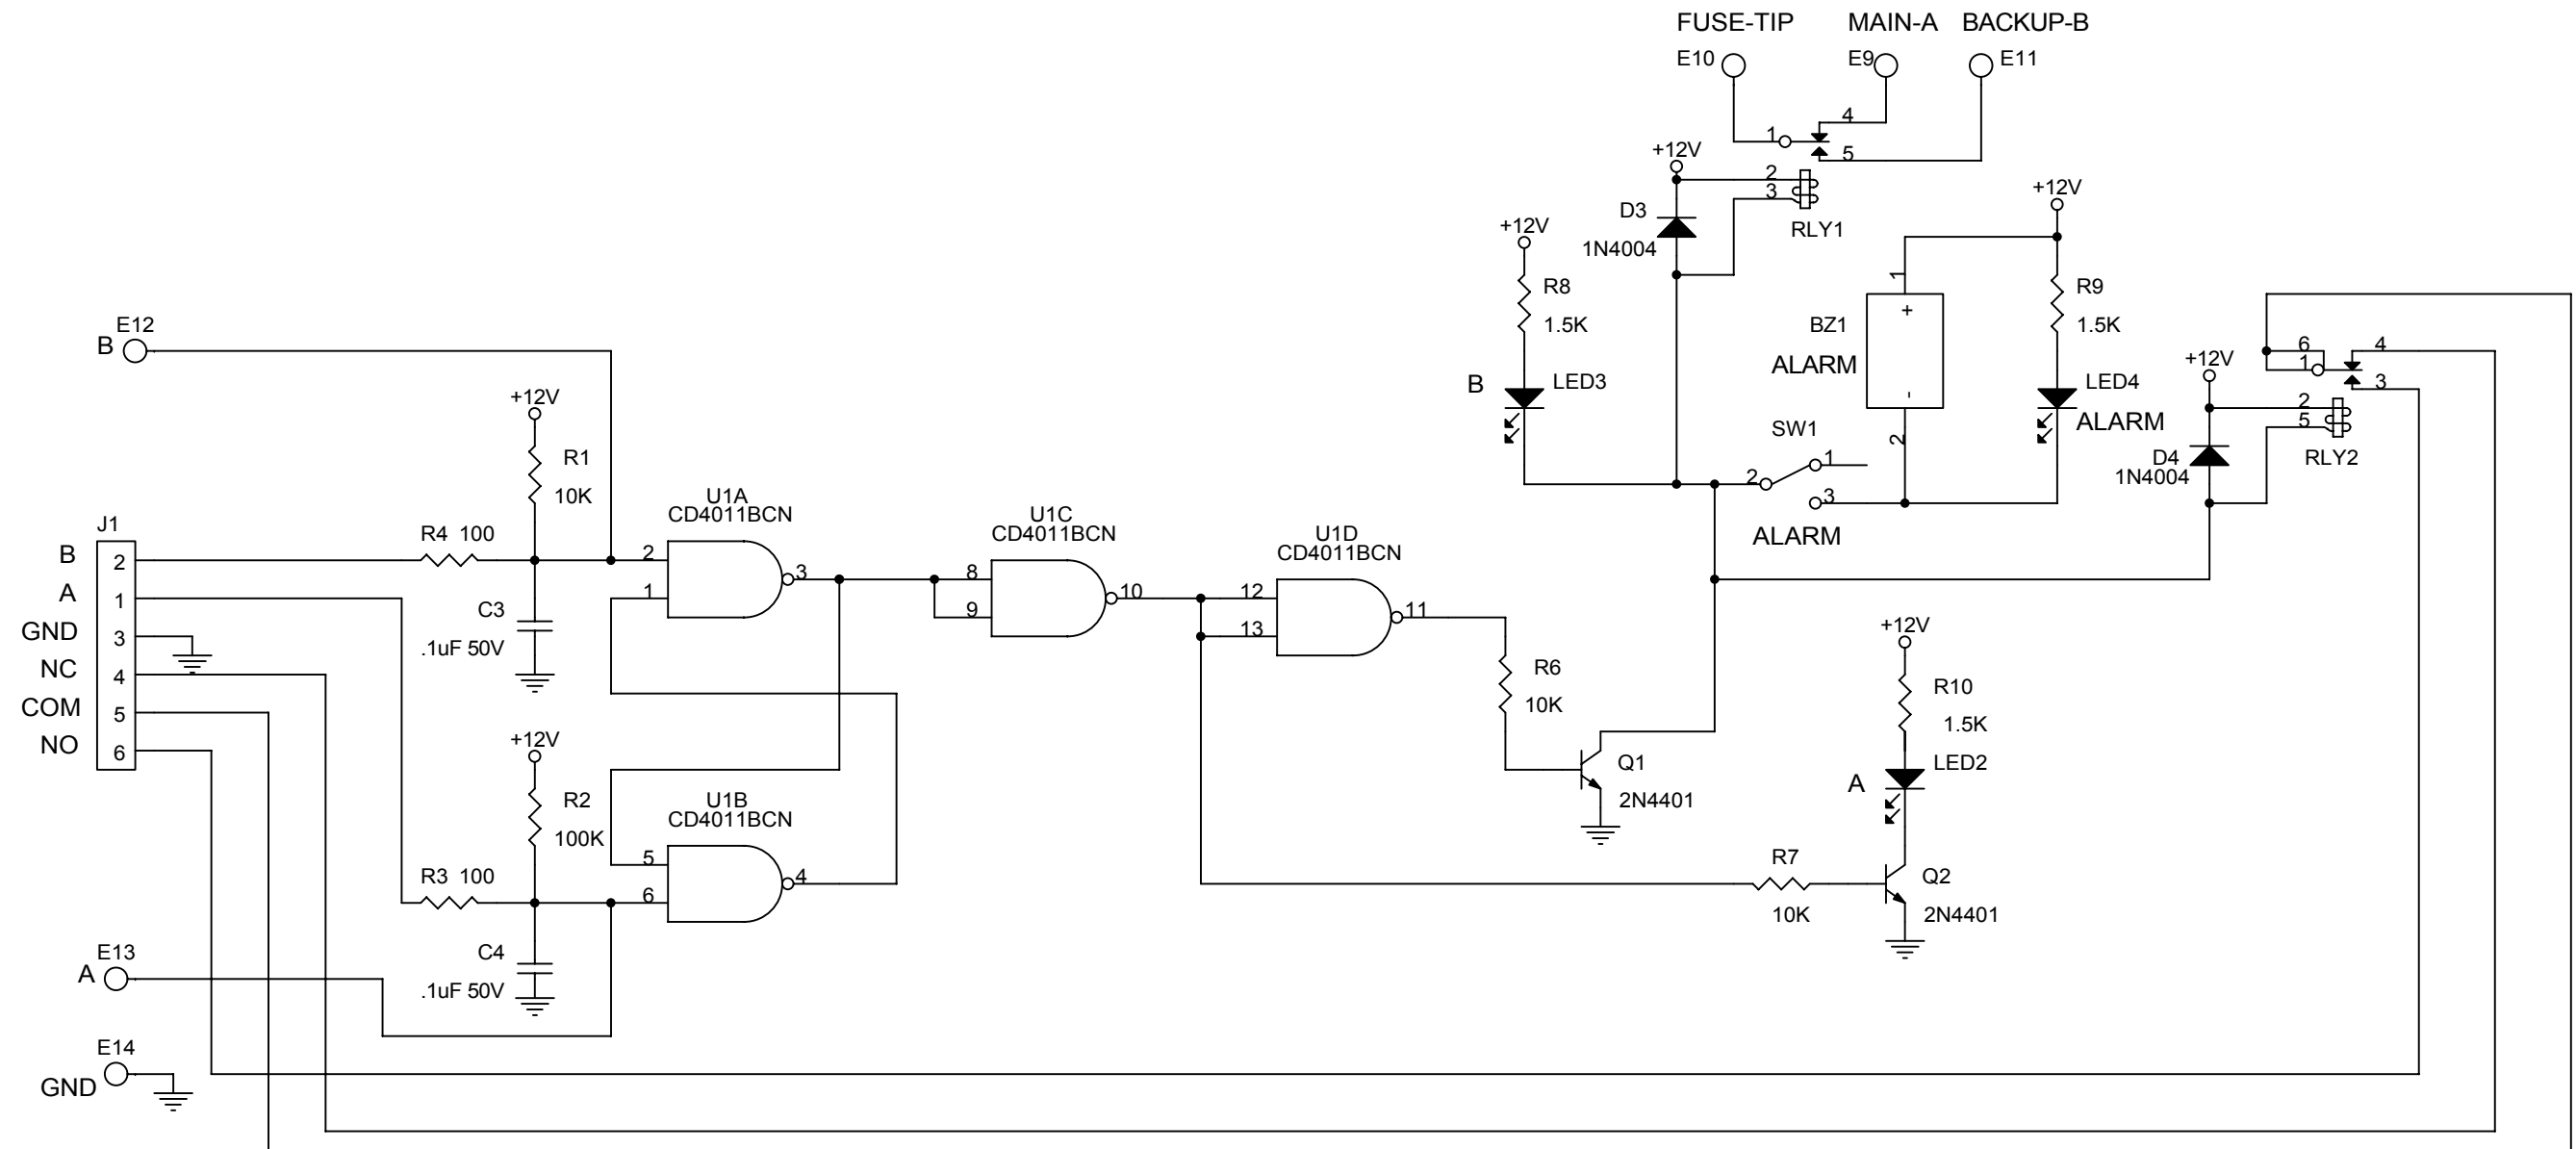 FUSE-TIP MAIN-A BACKUP-B
E10 E9 E11
4
1
5
+12V
2
3
D3
1N4004
RLY1
+12V
R8
1.5K
B
LED3
+12V
1
+
BZ1
ALARM
-
2
R9
1.5K
LED4
ALARM
SW1
2
1
3
ALARM
6
1
4
3
+12V
2
5
D4
1N4004
RLY2
E12
B
+12V
R1
10K
J1
B 2
A 1
GND 3
NC 4
COM 5
NO 6
R4 100
C3
.1uF 50V
U1A
CD4011BCN
2
1
3
U1C
CD4011BCN
8
9
10
U1D
CD4011BCN
12
13
11
R6
10K
Q1
2N4401
+12V
R10
1.5K
LED2
A
R7
10K
Q2
2N4401
+12V
R2
100K
U1B
CD4011BCN
5
6
4
R3 100
C4
.1uF 50V
E13
A
E14
GND